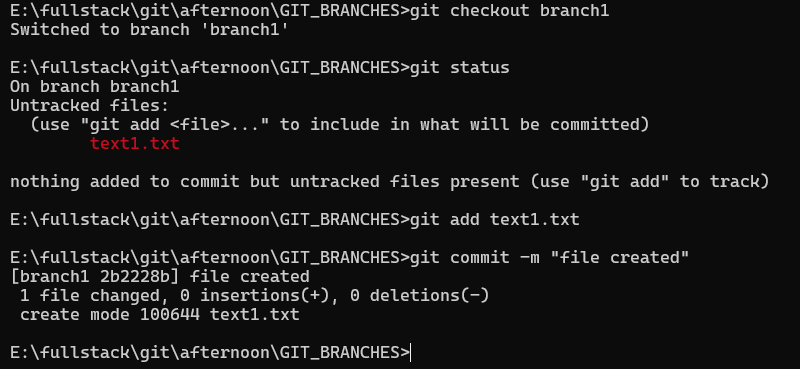 E:\fullstack\git\afternoon\GIT_BRANCHES>git checkout branch1
Switched to branch 'branch1'
E:\fullstack\git\afternoon\GIT_BRANCHES>git status
On branch branch1
Untracked files:
  (use "git add <file>..." to include in what will be committed)
        text1.txt
nothing added to commit but untracked files present (use "git add" to track)
E:\fullstack\git\afternoon\GIT_BRANCHES>git add text1.txt
E:\fullstack\git\afternoon\GIT_BRANCHES>git commit -m "file created"
[branch1 2b2228b] file created
 1 file changed, 0 insertions(+), 0 deletions(-)
 create mode 100644 text1.txt
E:\fullstack\git\afternoon\GIT_BRANCHES>